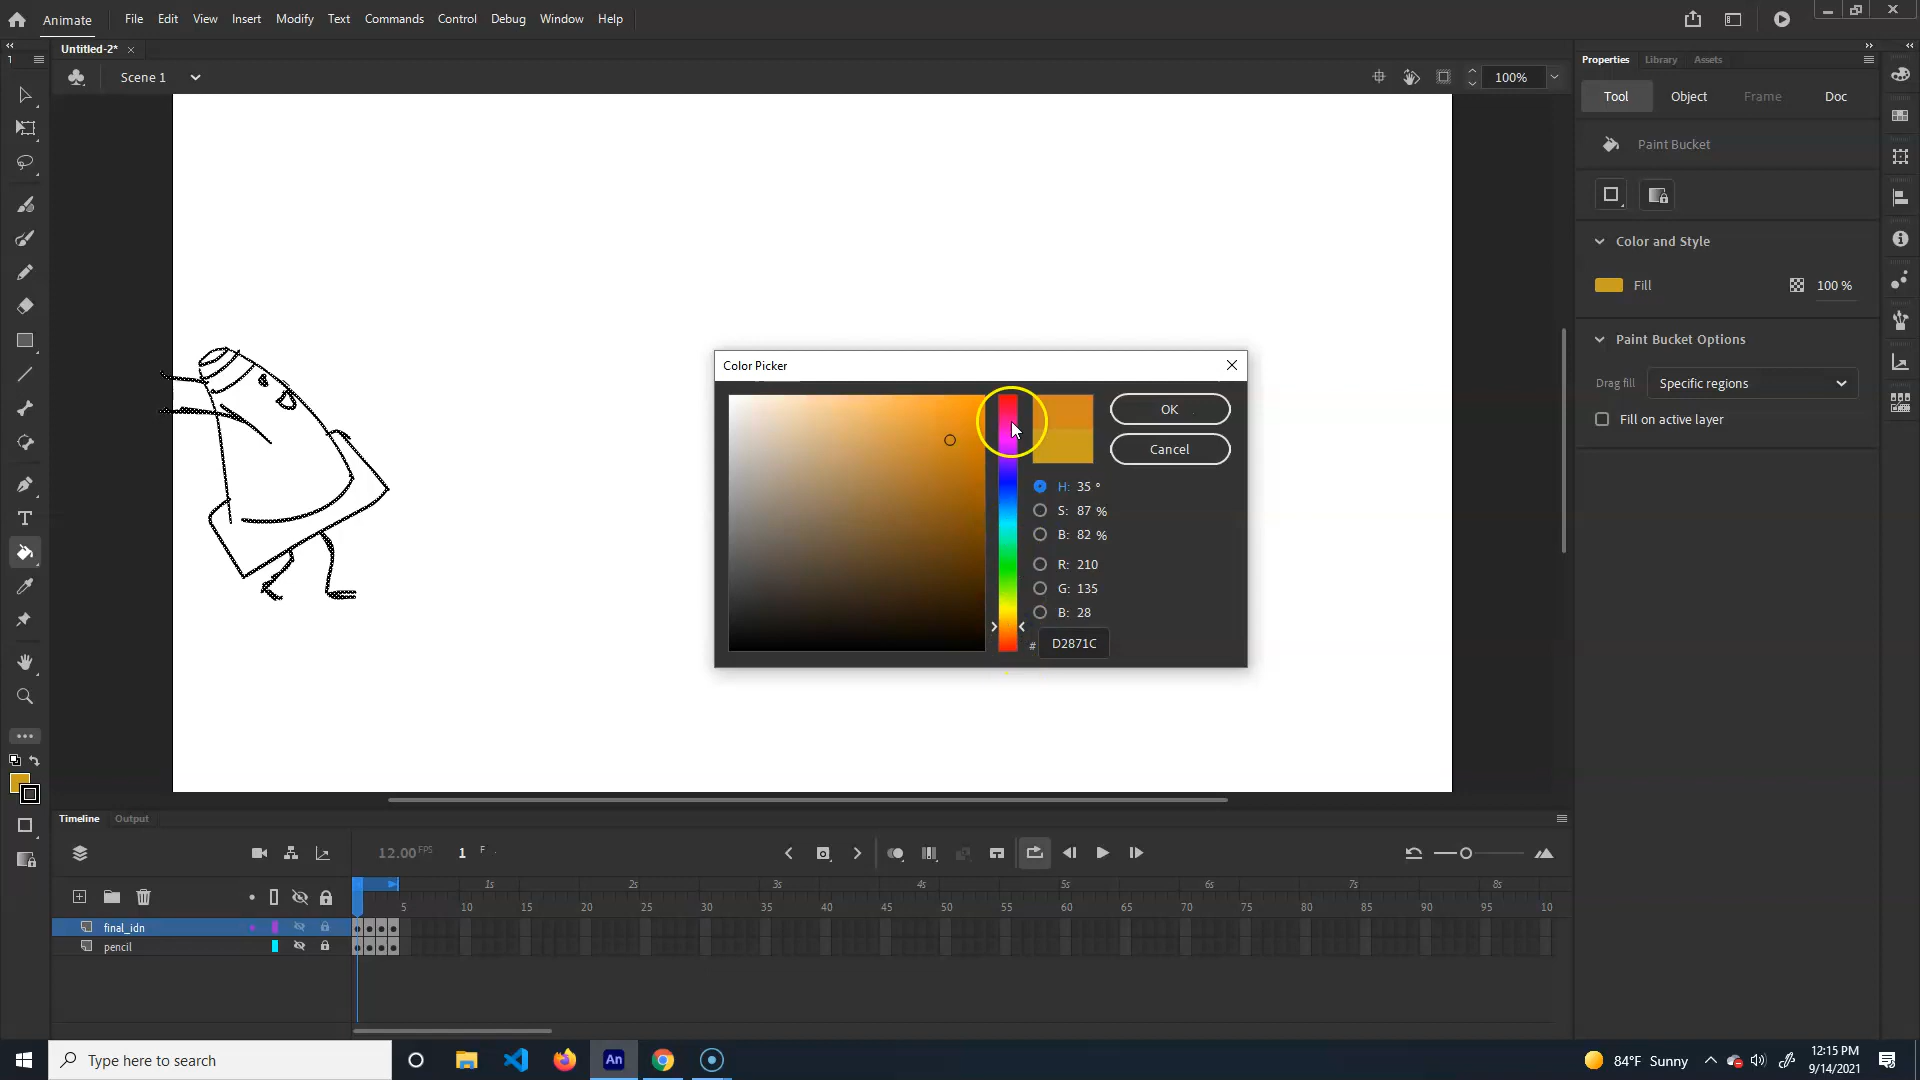 Animate File Edit View Insert Modify Text Commands Control Debug Window Help
Untitled-2*
Scene 1 100%
Properties Library Assets
Tool Object Frame Doc
Paint Bucket
Color and Style
Fill 100 %
Paint Bucket Options
Drag fill Specific regions
Fill on active layer
Color Picker
OK
Cancel
H: 35 °
S: 87 %
B: 82 %
R: 210
G: 135
B: 28
# D2871C
Timeline Output
12.00 FPS 1 F
1s 2s 3s 4s 5s 6s 7s 8s
5 10 15 20 25 30 35 40 45 50 55 60 65 70 75 80 85 90 95 10
final_idn
pencil
Type here to search
An
84°F Sunny
12:15 PM
9/14/2021